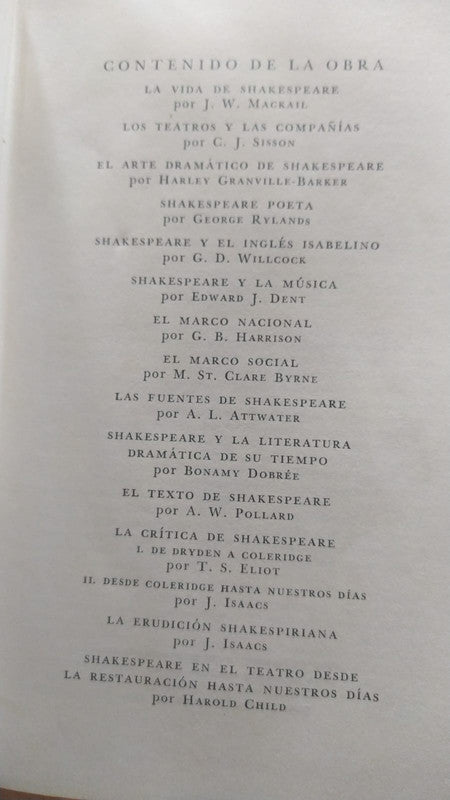 CONTENIDO DE LA OBRA
LA VIDA DE SHAKESPEARE
por J. W. MACKAIL
LOS TEATROS Y LAS COMPAÑÍAS
por C. J. SISSON
EL ARTE DRAMÁTICO DE SHAKESPEARE
por HARLEY GRANVILLE-BARKER
SHAKESPEARE POETA
por GEORGE RYLANDS
SHAKESPEARE Y EL INGLÉS ISABELINO
por G. D. WILLCOCK
SHAKESPEARE Y LA MÚSICA
por EDWARD J. DENT
EL MARCO NACIONAL
por G. B. HARRISON
EL MARCO SOCIAL
por M. ST. CLARE BYRNE
LAS FUENTES DE SHAKESPEARE
por A. L. ATTWATER
SHAKESPEARE Y LA LITERATURA
DRAMÁTICA DE SU TIEMPO
por BONAMY DOBRÉE
EL TEXTO DE SHAKESPEARE
por A. W. POLLARD
LA CRÍTICA DE SHAKESPEARE
I. DE DRYDEN A COLERIDGE
por T. S. ELIOT
II. DESDE COLERIDGE HASTA NUESTROS DÍAS
por J. ISAACS
LA ERUDICIÓN SHAKESPIRIANA
por J. ISAACS
SHAKESPEARE EN EL TEATRO DESDE
LA RESTAURACIÓN HASTA NUESTROS DÍAS
por HAROLD CHILD